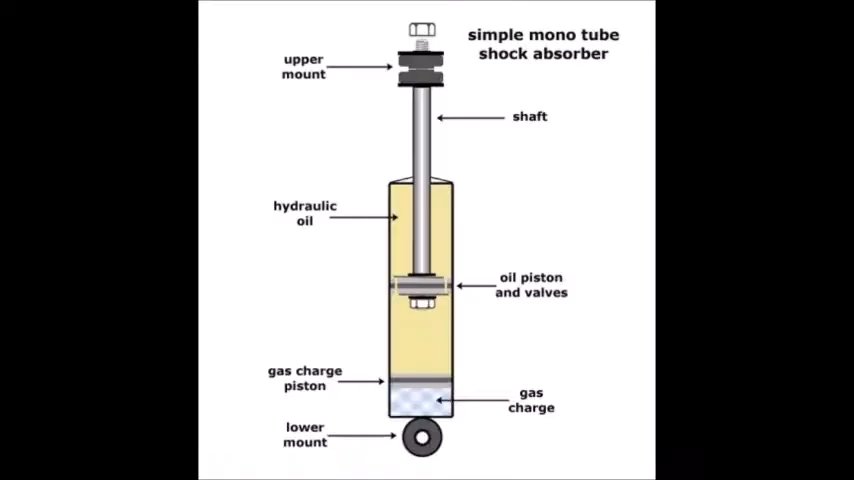 simple mono tube
shock absorber
upper
mount
shaft
hydraulic
oil
oil piston
and valves
gas charge
piston
gas
charge
lower
mount